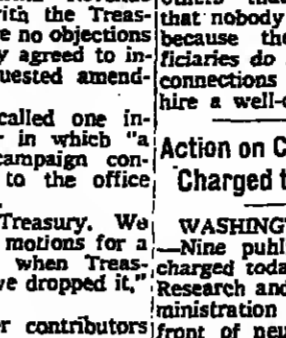 with the Treas-
e no objections
y agreed to in-
uested amend-
called one in-
in which "a
campaign con-
to the office
Treasury. We
motions for a
when Treas-
ve dropped it,"
r contributors
that nobody
because the
ficiaries do
connections
hire a well-
Action on C
Charged t
WASHING
—Nine publ
charged toda
Research and
ministration
front of neu